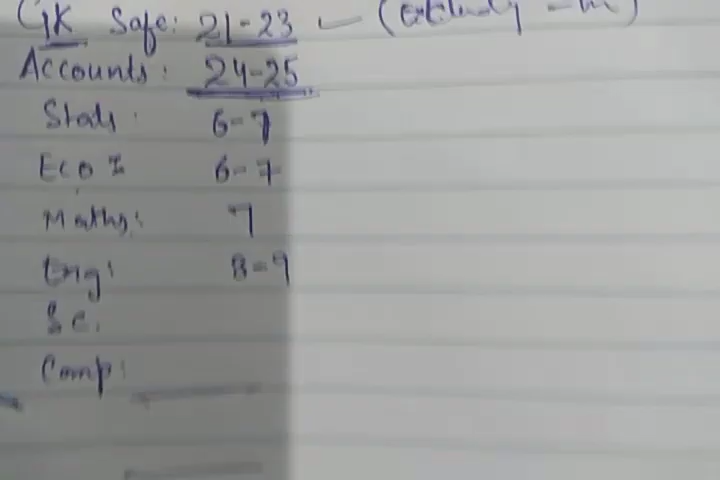 GK Safe: 21-23
Accounts: 24-25
Stats: 6-7
Eco: 6-7
Maths: 7
Eng: 8-9
Sc.
Comp: